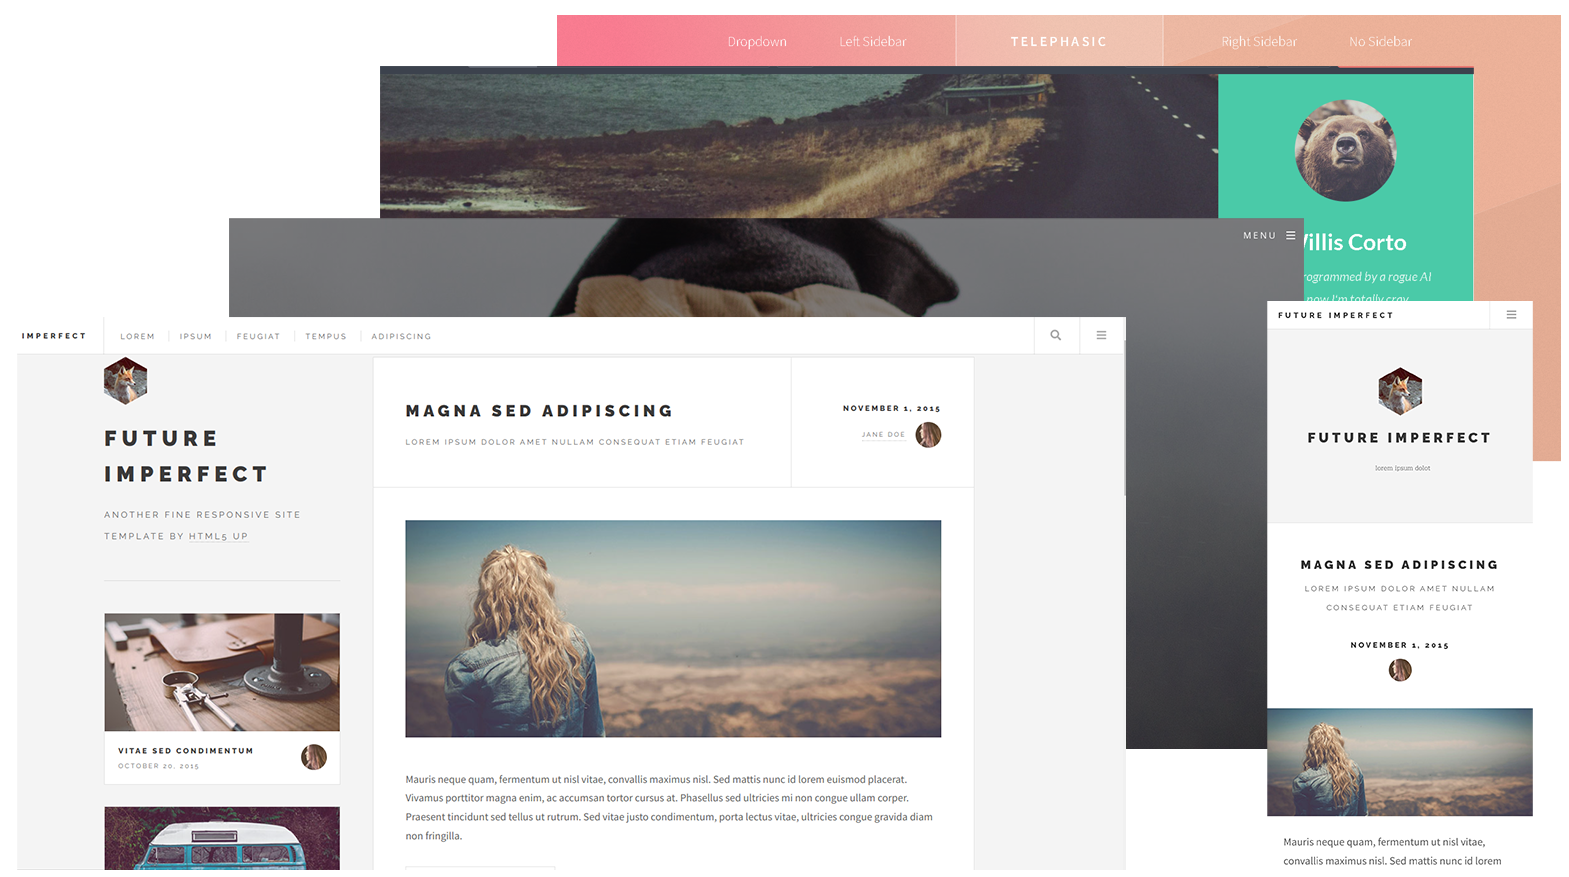 Dropdown
Left Sidebar
TELEPHASIC
Right Sidebar
No Sidebar
illis Corto
rogrammed by a rogue AI
now I'm totally cray
MENU
IMPERFECT
LOREM
IPSUM
FEUGIAT
TEMPUS
ADIPISCING
FUTURE
IMPERFECT
ANOTHER FINE RESPONSIVE SITE
TEMPLATE BY HTML5 UP
VITAE SED CONDIMENTUM
OCTOBER 20, 2015
MAGNA SED ADIPISCING
LOREM IPSUM DOLOR AMET NULLAM CONSEQUAT ETIAM FEUGIAT
NOVEMBER 1, 2015
JANE DOE
Mauris neque quam, fermentum ut nisl vitae, convallis maximus nisl. Sed mattis nunc id lorem euismod placerat.
Vivamus porttitor magna enim, ac accumsan tortor cursus at. Phasellus sed ultricies mi non congue ullam corper.
Praesent tincidunt sed tellus ut rutrum. Sed vitae justo condimentum, porta lectus vitae, ultricies congue gravida diam
non fringilla.
FUTURE IMPERFECT
FUTURE IMPERFECT
lorem ipsum dolot
MAGNA SED ADIPISCING
LOREM IPSUM DOLOR AMET NULLAM
CONSEQUAT ETIAM FEUGIAT
NOVEMBER 1, 2015
Mauris neque quam, fermentum ut nisl vitae,
convallis maximus nisl. Sed mattis nunc id lorem